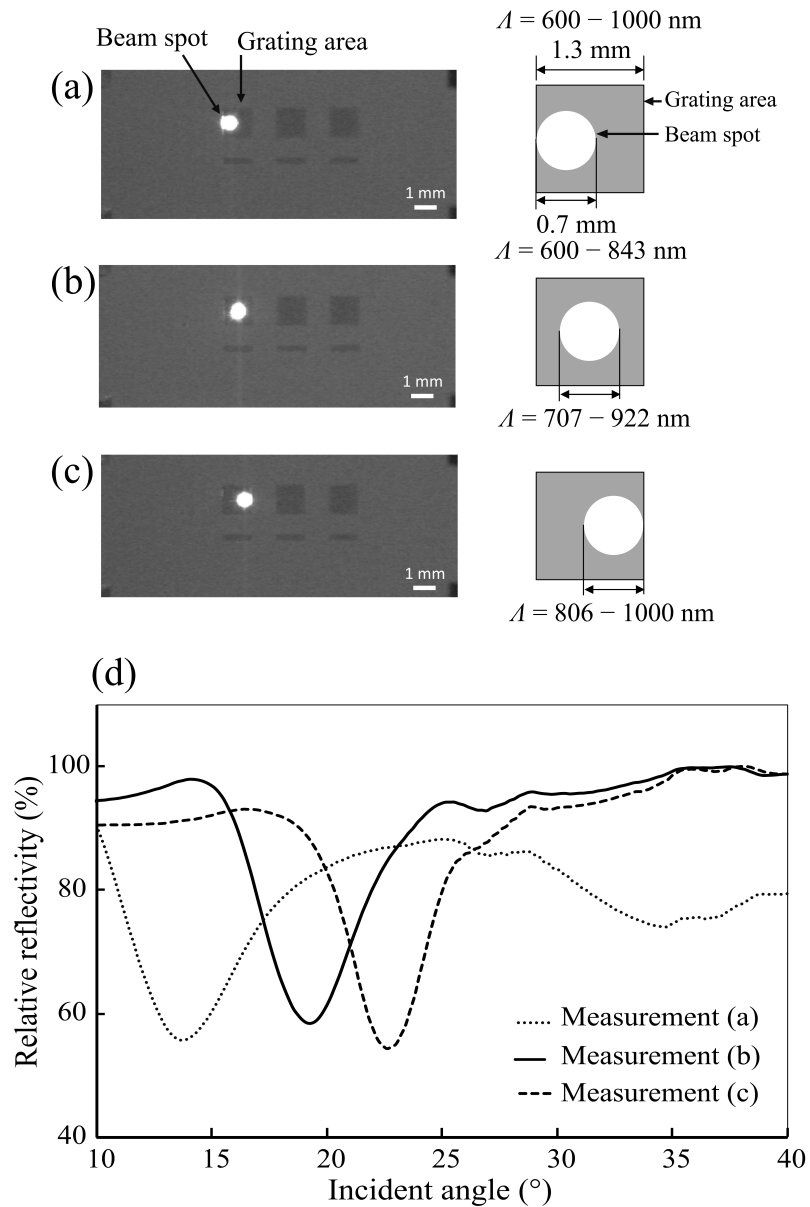 Λ = 600 − 1000 nm
Beam spot
Grating area
1.3 mm
(a)
Grating area
Beam spot
1 mm
0.7 mm
Λ = 600 − 843 nm
(b)
1 mm
Λ = 707 − 922 nm
(c)
1 mm
Λ = 806 − 1000 nm
(d)
Relative reflectivity (%)
100
80
60
40
Measurement (a)
Measurement (b)
Measurement (c)
10 15 20 25 30 35 40
Incident angle (°)